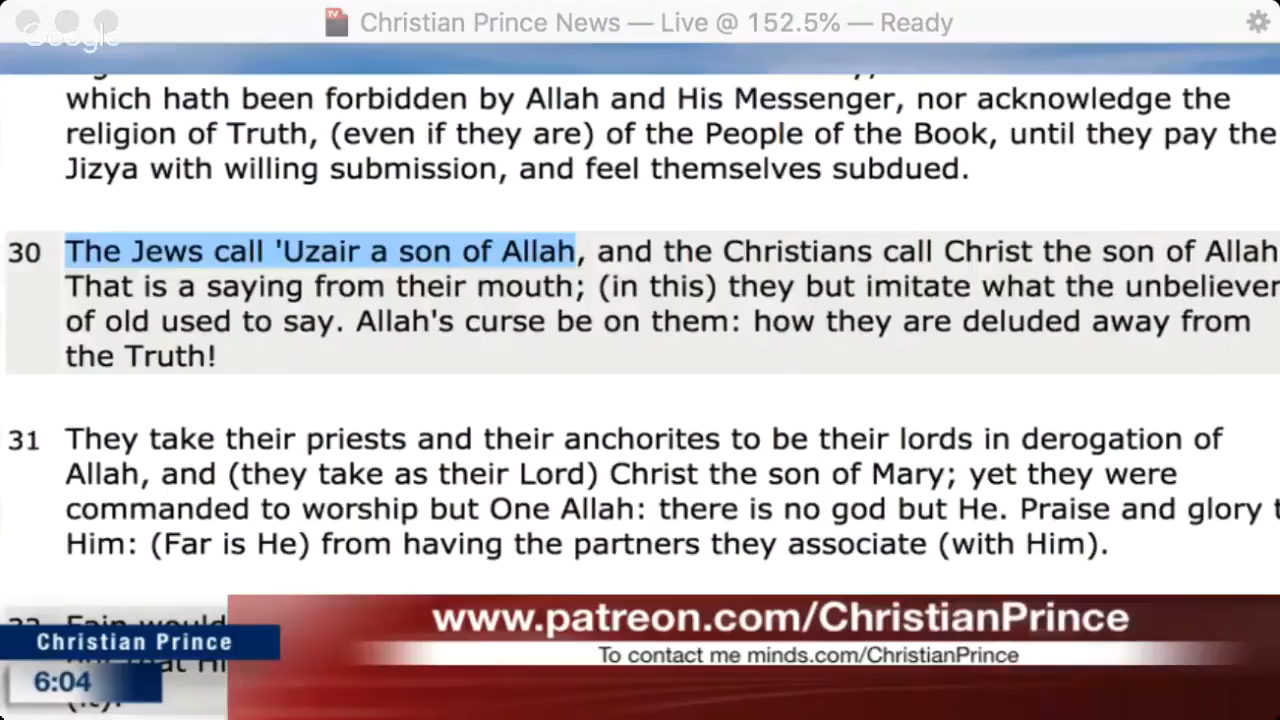 TV Christian Prince News — Live @ 152.5% — Ready
Google
which hath been forbidden by Allah and His Messenger, nor acknowledge the
religion of Truth, (even if they are) of the People of the Book, until they pay the
Jizya with willing submission, and feel themselves subdued.
30 The Jews call 'Uzair a son of Allah, and the Christians call Christ the son of Allah
That is a saying from their mouth; (in this) they but imitate what the unbeliever
of old used to say. Allah's curse be on them: how they are deluded away from
the Truth!
31 They take their priests and their anchorites to be their lords in derogation of
Allah, and (they take as their Lord) Christ the son of Mary; yet they were
commanded to worship but One Allah: there is no god but He. Praise and glory t
Him: (Far is He) from having the partners they associate (with Him).
Fain would
www.patreon.com/ChristianPrince
Christian Prince
To contact me minds.com/ChristianPrince
6:04